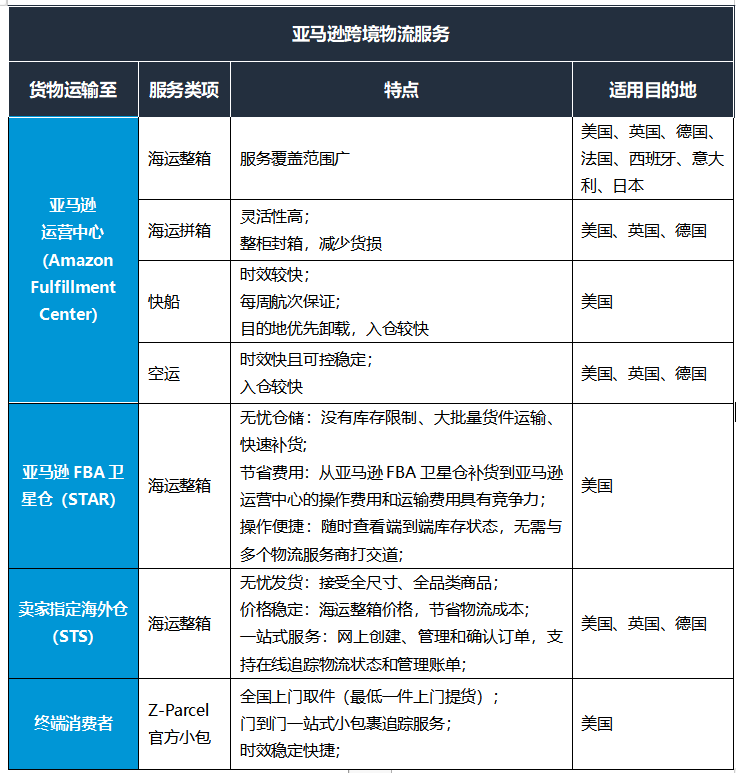 亚马逊跨境物流服务
货物运输至
服务类项
特点
适用目的地
亚马逊
运营中心
（Amazon
Fulfillment
Center）
海运整箱
服务覆盖范围广
美国、英国、德国、
法国、西班牙、意大
利、日本
海运拼箱
灵活性高；
整柜封箱，减少货损
美国、英国、德国
快船
时效较快；
每周航次保证；
目的地优先卸载，入仓较快
美国
空运
时效快且可控稳定；
入仓较快
美国、英国、德国
亚马逊 FBA 卫
星仓（STAR）
海运整箱
无忧仓储：没有库存限制、大批量货件运输、
快速补货;
节省费用：从亚马逊 FBA 卫星仓补货到亚马逊
运营中心的操作费用和运输费用具有竞争力；
操作便捷：随时查看端到端库存状态，无需与
多个物流服务商打交道；
美国
卖家指定海外仓
（STS)
海运整箱
无忧发货：接受全尺寸、全品类商品；
价格稳定：海运整箱价格，节省物流成本；
一站式服务：网上创建、管理和确认订单，支
持在线追踪物流状态和管理账单；
美国、英国、德国
终端消费者
Z-Parcel
官方小包
全国上门取件（最低一件上门提货）；
门到门一站式小包裹追踪服务；
时效稳定快捷；
美国